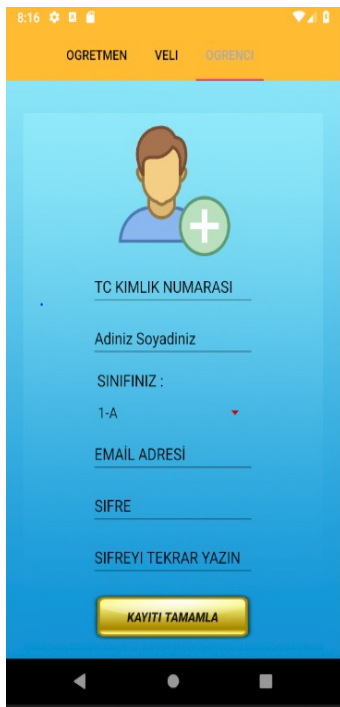 8:16
OGRETMEN VELI OGRENCI
TC KIMLIK NUMARASI
Adiniz Soyadiniz
SINIFINIZ :
1-A
EMAİL ADRESİ
SIFRE
SIFREYI TEKRAR YAZIN
KAYITI TAMAMLA